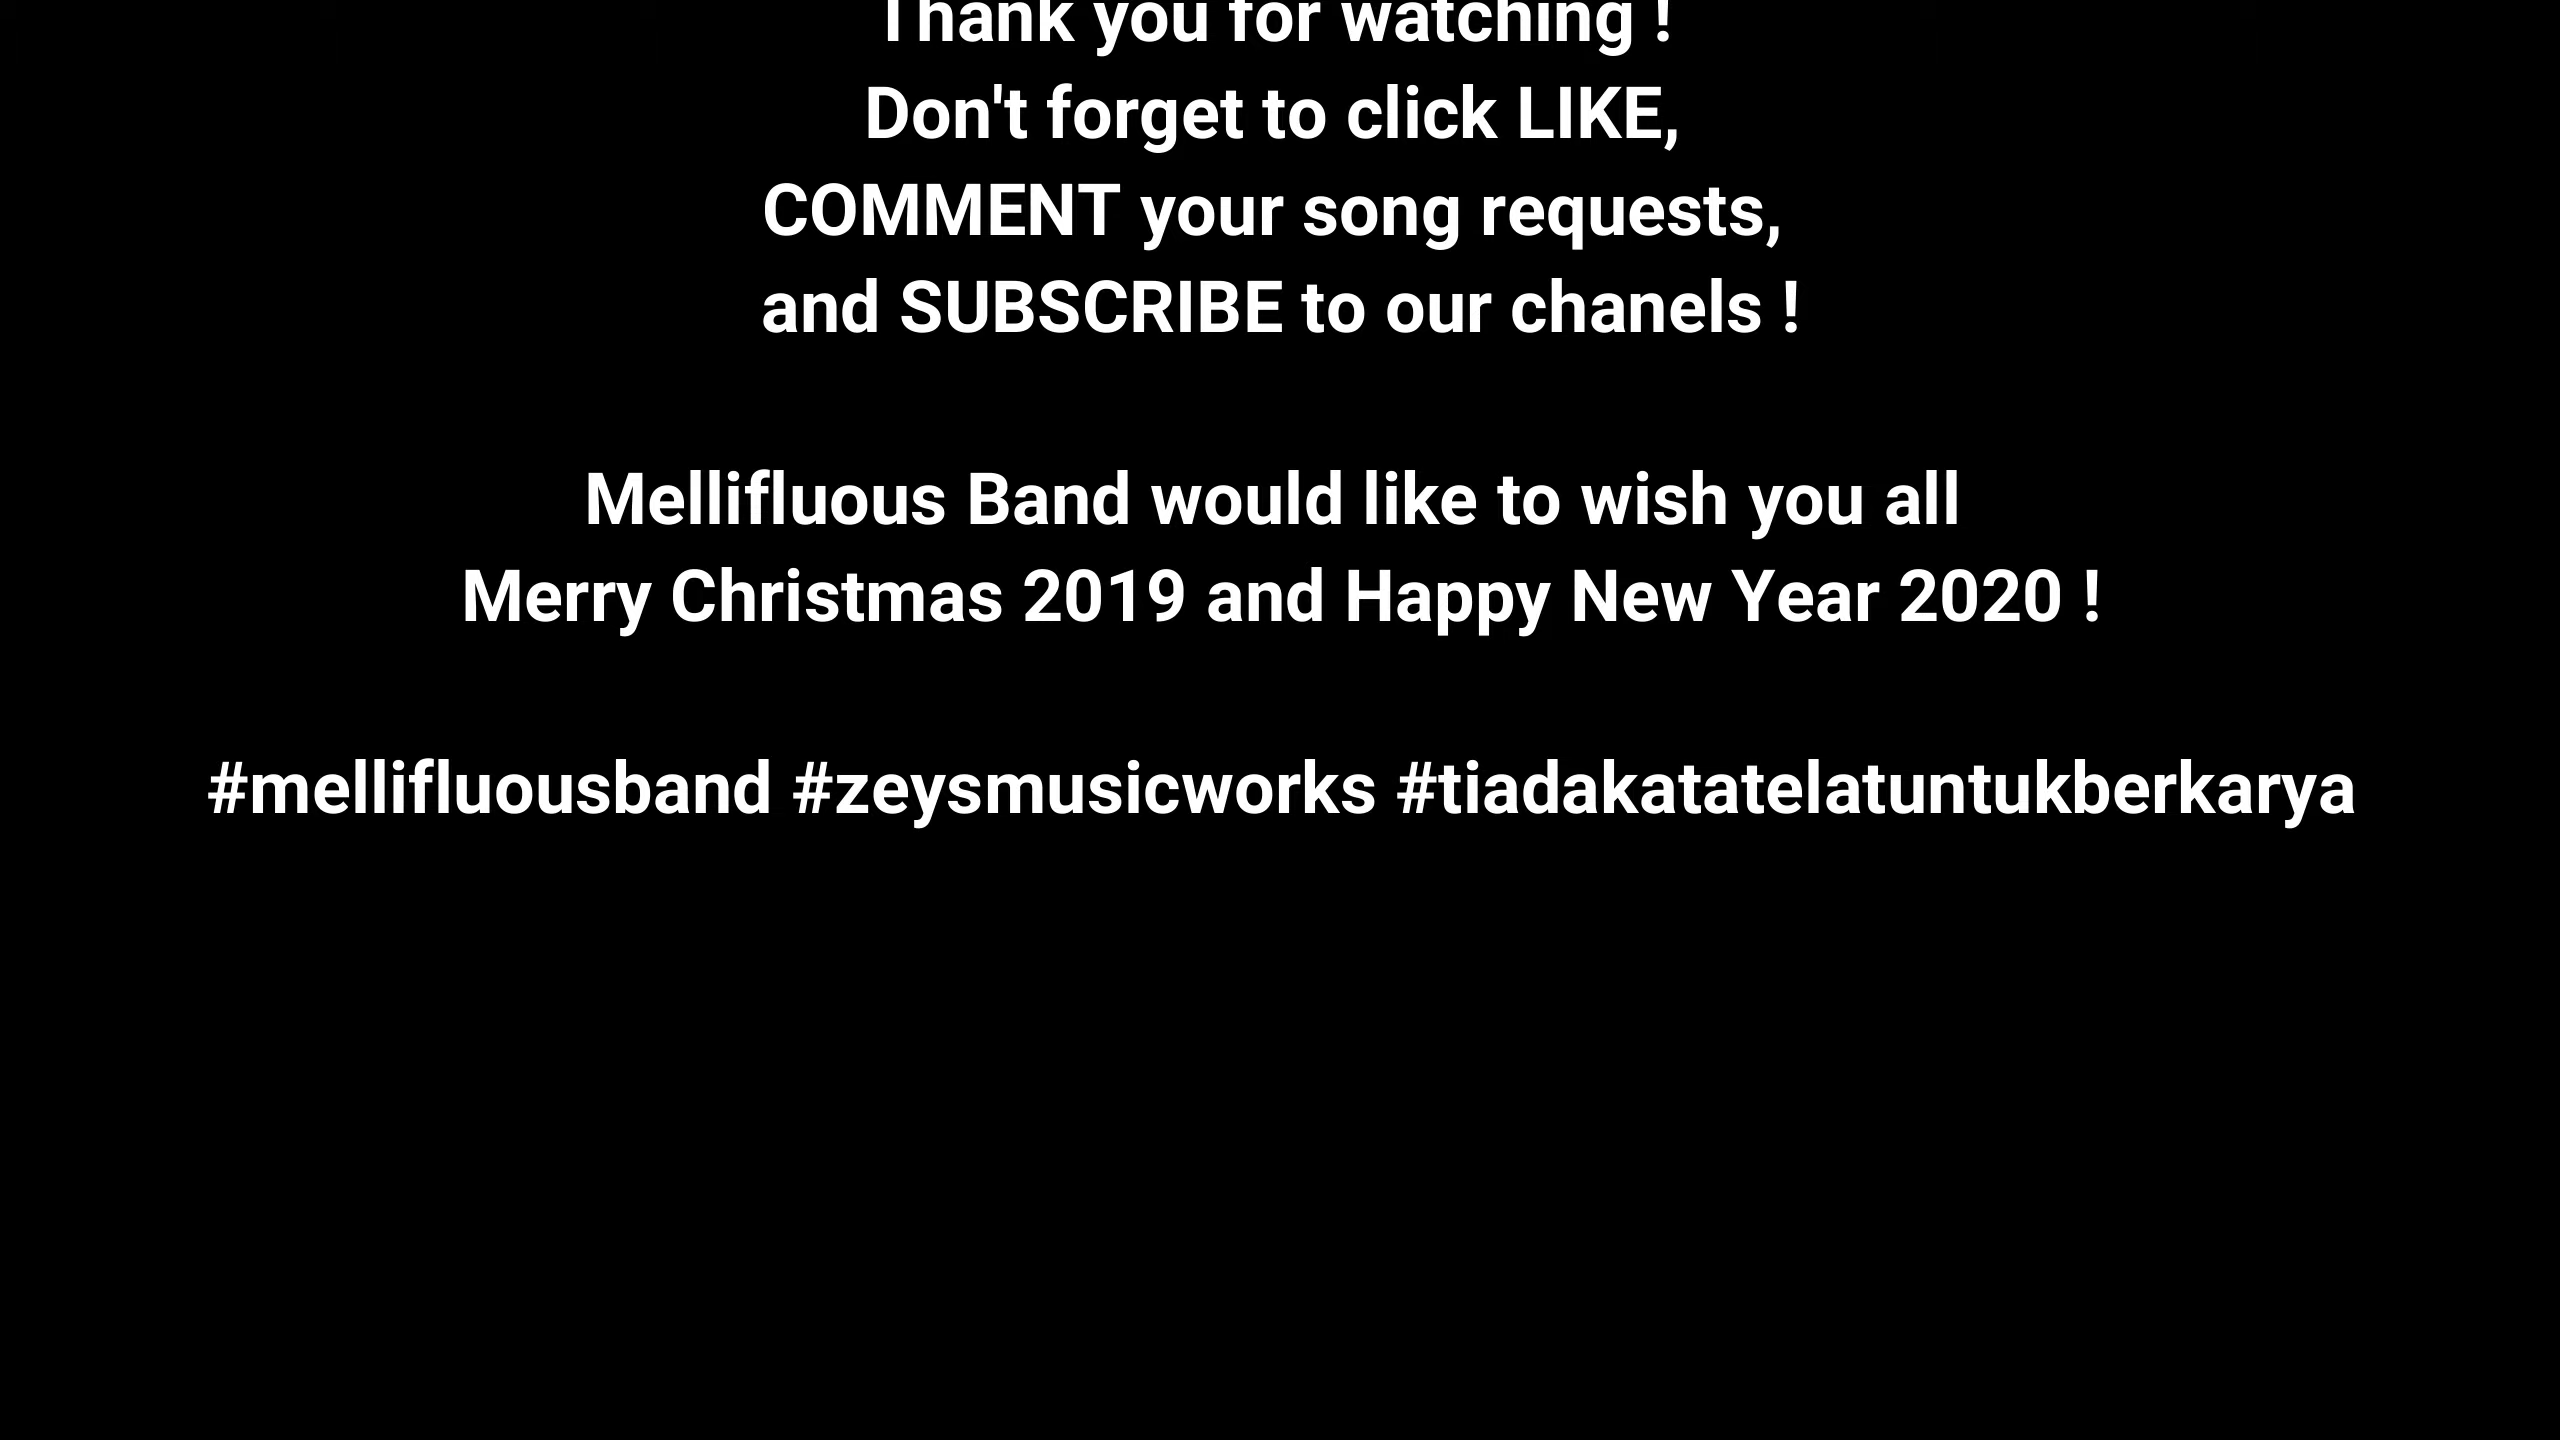 Thank you for watching !
Don't forget to click LIKE,
COMMENT your song requests,
and SUBSCRIBE to our chanels !
Mellifluous Band would like to wish you all
Merry Christmas 2019 and Happy New Year 2020 !
#mellifluousband #zeysmusicworks #tiadakatatelatuntukberkarya